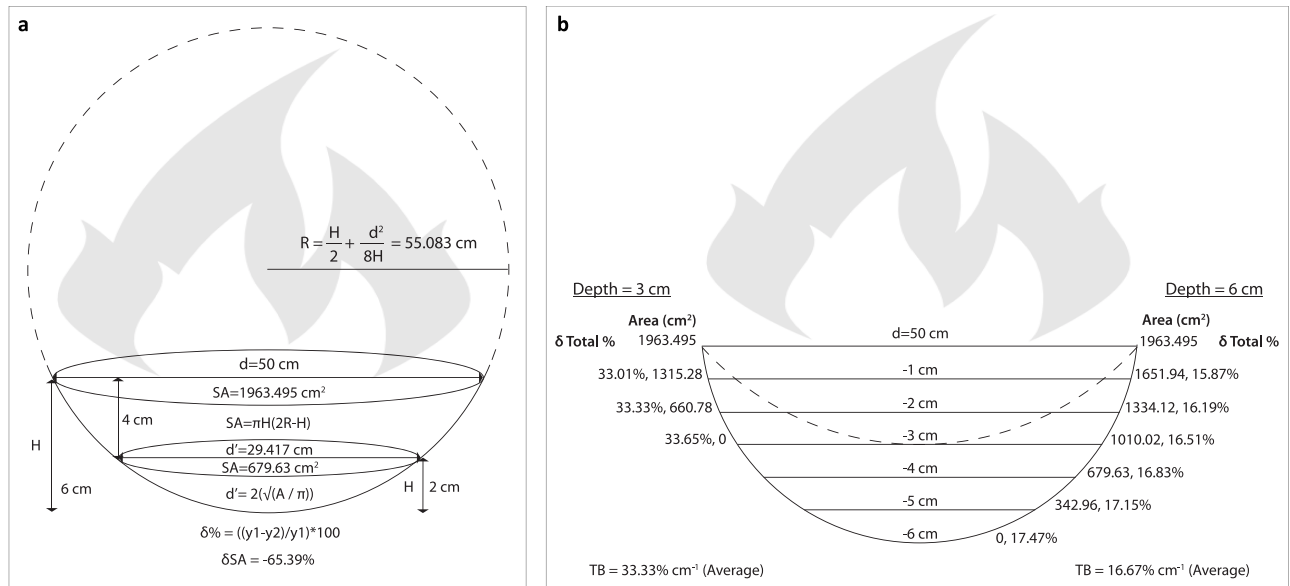 a
R = H/2 + d²/8H = 55.083 cm
d=50 cm
SA=1963.495 cm²
4 cm
SA=πH(2R-H)
H
d'=29.417 cm
SA=679.63 cm²
6 cm
d' = 2(√(A / π))
H
2 cm
δ% = ((y1-y2)/y1)*100
δSA = -65.39%
b
Depth = 3 cm
Depth = 6 cm
Area (cm²)
Area (cm²)
δ Total %
1963.495
d=50 cm
1963.495
δ Total %
33.01%, 1315.28
-1 cm
1651.94, 15.87%
33.33%, 660.78
-2 cm
1334.12, 16.19%
33.65%, 0
-3 cm
1010.02, 16.51%
-4 cm
679.63, 16.83%
-5 cm
342.96, 17.15%
-6 cm
0, 17.47%
TB = 33.33% cm⁻¹ (Average)
TB = 16.67% cm⁻¹ (Average)